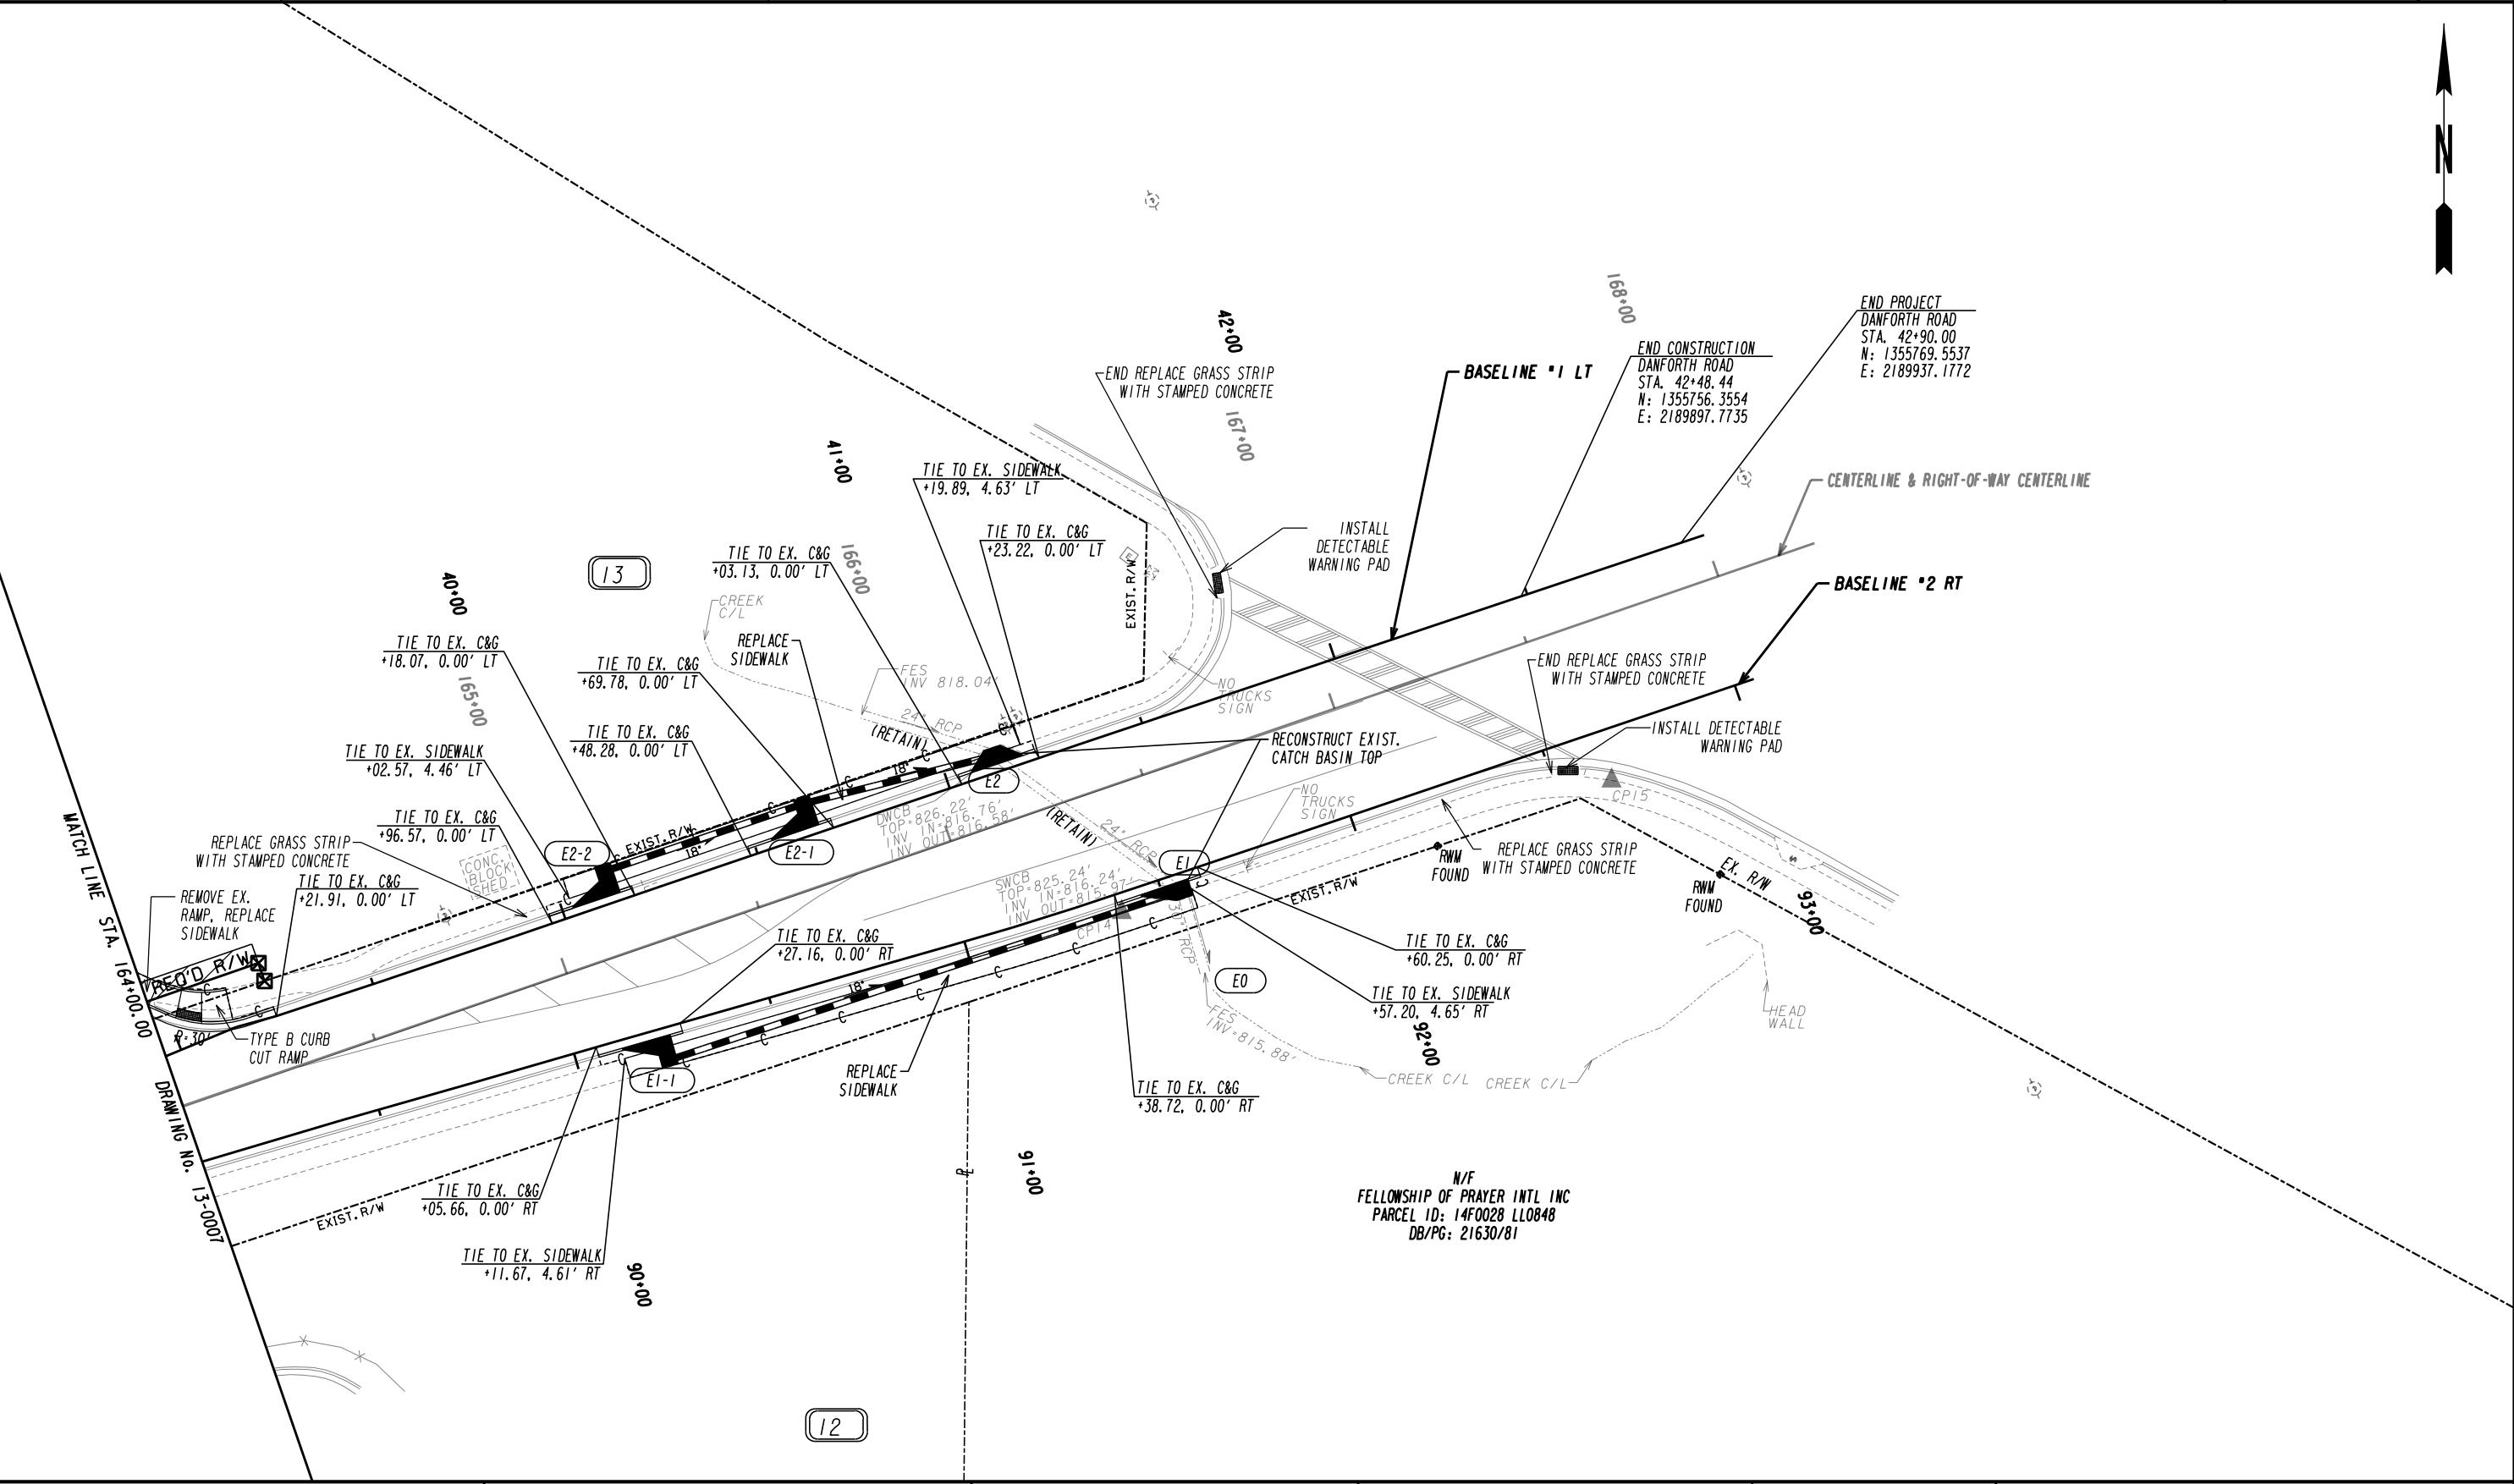 N
168+00
END PROJECT
DANFORTH ROAD
STA. 42+90.00
N: 1355769.5537
E: 2189937.1772
42+00
END CONSTRUCTION
DANFORTH ROAD
STA. 42+48.44
N: 1355756.3554
E: 2189897.7735
END REPLACE GRASS STRIP
WITH STAMPED CONCRETE
BASELINE #1 LT
167+00
41+00
TIE TO EX. SIDEWALK
+19.89, 4.63' LT
CENTERLINE & RIGHT-OF-WAY CENTERLINE
TIE TO EX. C&G
+23.22, 0.00' LT
INSTALL
DETECTABLE
WARNING PAD
TIE TO EX. C&G
+03.13, 0.00' LT
166+00
EXIST. R/W
E
13
40+00
BASELINE #2 RT
CREEK
C/L
REPLACE
SIDEWALK
TIE TO EX. C&G
+18.07, 0.00' LT
TIE TO EX. C&G
+69.78, 0.00' LT
FES
INV 818.04'
165+00
NO
TRUCKS
SIGN
END REPLACE GRASS STRIP
WITH STAMPED CONCRETE
24" RCP
(RETAIN)
TIE TO EX. C&G
+48.28, 0.00' LT
INSTALL DETECTABLE
WARNING PAD
RECONSTRUCT EXIST.
CATCH BASIN TOP
TIE TO EX. SIDEWALK
+02.57, 4.46' LT
18"
E2
NO
TRUCKS
SIGN
CP15
DWCB
TOP=826.22'
INV IN=816.76'
INV OUT=816.58'
(RETAIN)
24" RCP
TIE TO EX. C&G
+96.57, 0.00' LT
EXIST. R/W
18"
E2-2
E2-1
REPLACE GRASS STRIP
WITH STAMPED CONCRETE
CONC.
BLOCK
SHED
E1
RWM
FOUND
REPLACE GRASS STRIP
WITH STAMPED CONCRETE
EX. R/W
RWM
FOUND
93+00
SWCB
TOP=825.24'
INV IN=816.24'
INV OUT=815.97'
EXIST. R/W
TIE TO EX. C&G
+21.91, 0.00' LT
REMOVE EX.
RAMP, REPLACE
SIDEWALK
MATCH LINE STA. 164+00.00
CP14
30" RCP
TIE TO EX. C&G
+27.16, 0.00' RT
TIE TO EX. C&G
+60.25, 0.00' RT
REQ'D R/W
18"
E0
TIE TO EX. SIDEWALK
+57.20, 4.65' RT
HEAD
WALL
FES
INV=815.88'
92+00
R=30'
TYPE B CURB
CUT RAMP
E1-1
REPLACE
SIDEWALK
CREEK C/L
CREEK C/L
TIE TO EX. C&G
+38.72, 0.00' RT
DRAWING No. 13-0007
91+00
PL
TIE TO EX. C&G
+05.66, 0.00' RT
EXIST. R/W
N/F
FELLOWSHIP OF PRAYER INTL INC
PARCEL ID: 14F0028 LL0848
DB/PG: 21630/81
TIE TO EX. SIDEWALK
+11.67, 4.61' RT
90+00
12